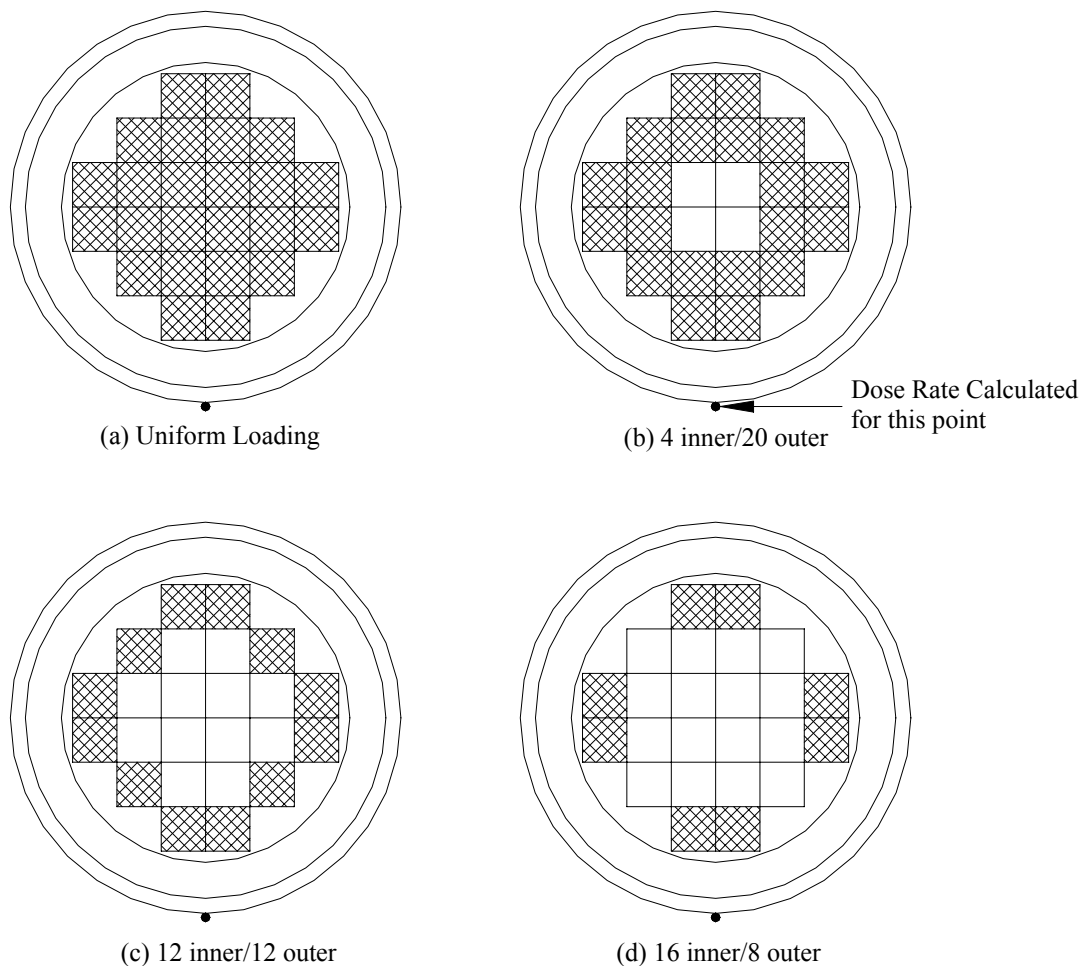 (a) Uniform Loading
Dose Rate Calculated
for this point
(b) 4 inner/20 outer
(c) 12 inner/12 outer
(d) 16 inner/8 outer